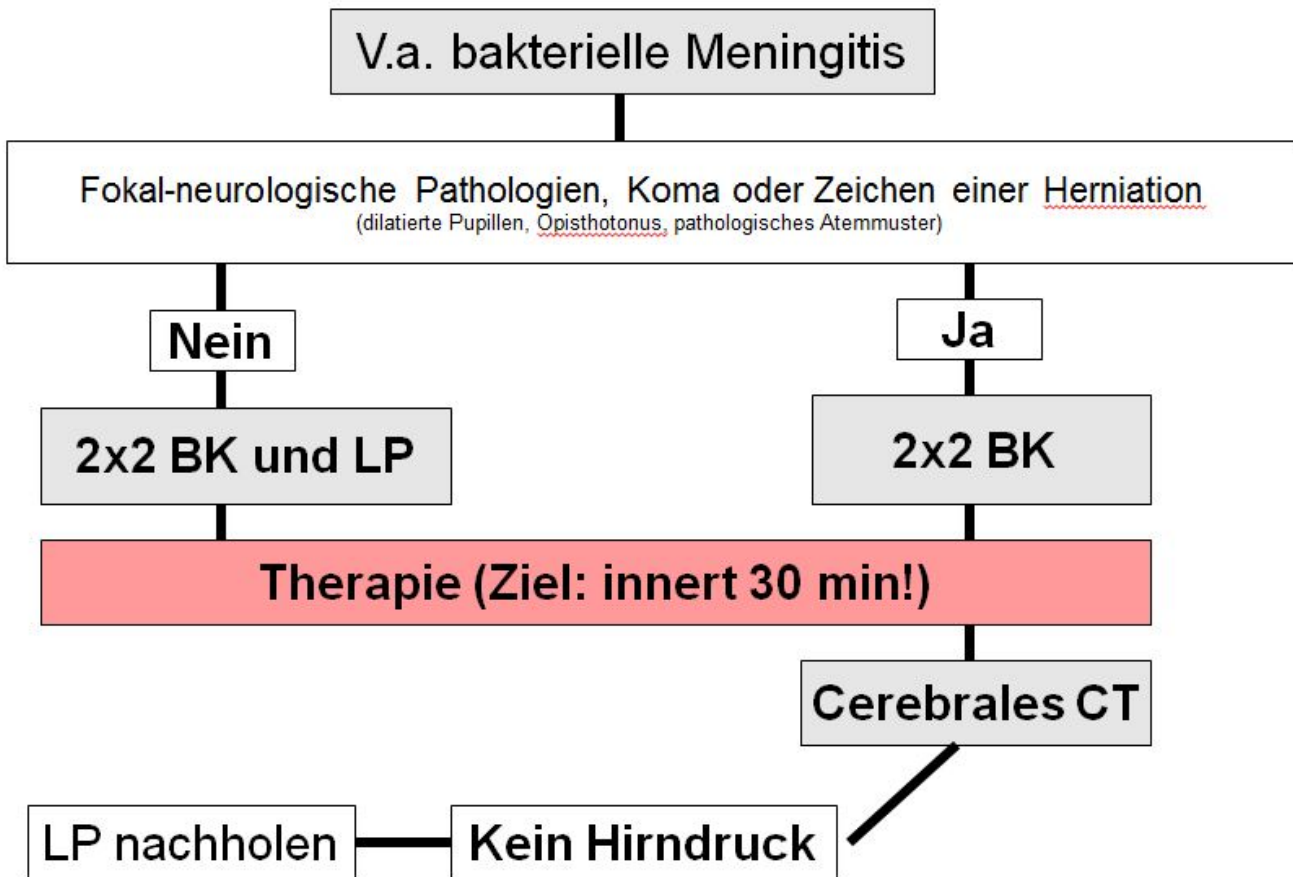 V.a. bakterielle Meningitis
Fokal-neurologische Pathologien, Koma oder Zeichen einer Herniation
(dilatierte Pupillen, Opisthotonus, pathologisches Atemmuster)
Nein
Ja
2x2 BK und LP
2x2 BK
Therapie (Ziel: innert 30 min!)
Cerebrales CT
LP nachholen
Kein Hirndruck